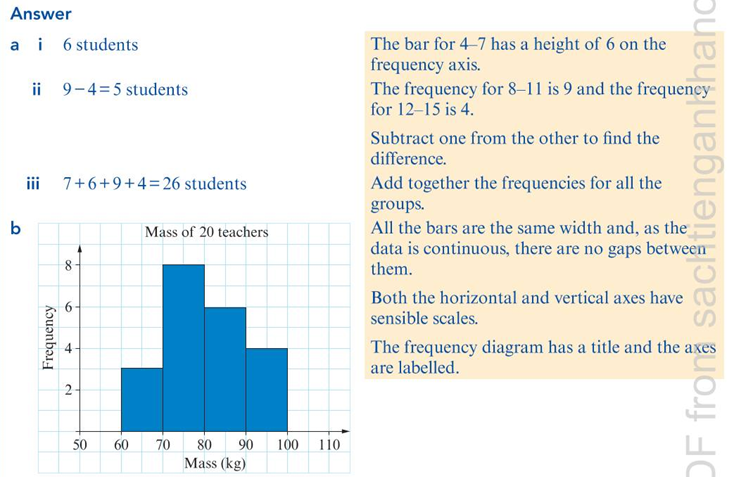 Answer
a i 6 students
The bar for 4–7 has a height of 6 on the
frequency axis.
ii 9−4=5 students
The frequency for 8–11 is 9 and the frequency
for 12–15 is 4.
Subtract one from the other to find the
difference.
iii 7+6+9+4=26 students
Add together the frequencies for all the
groups.
b
Mass of 20 teachers
8
6
4
2
Frequency
50 60 70 80 90 100 110
Mass (kg)
All the bars are the same width and, as the
data is continuous, there are no gaps between
them.
Both the horizontal and vertical axes have
sensible scales.
The frequency diagram has a title and the axes
are labelled.
DF from sachtienganhhano